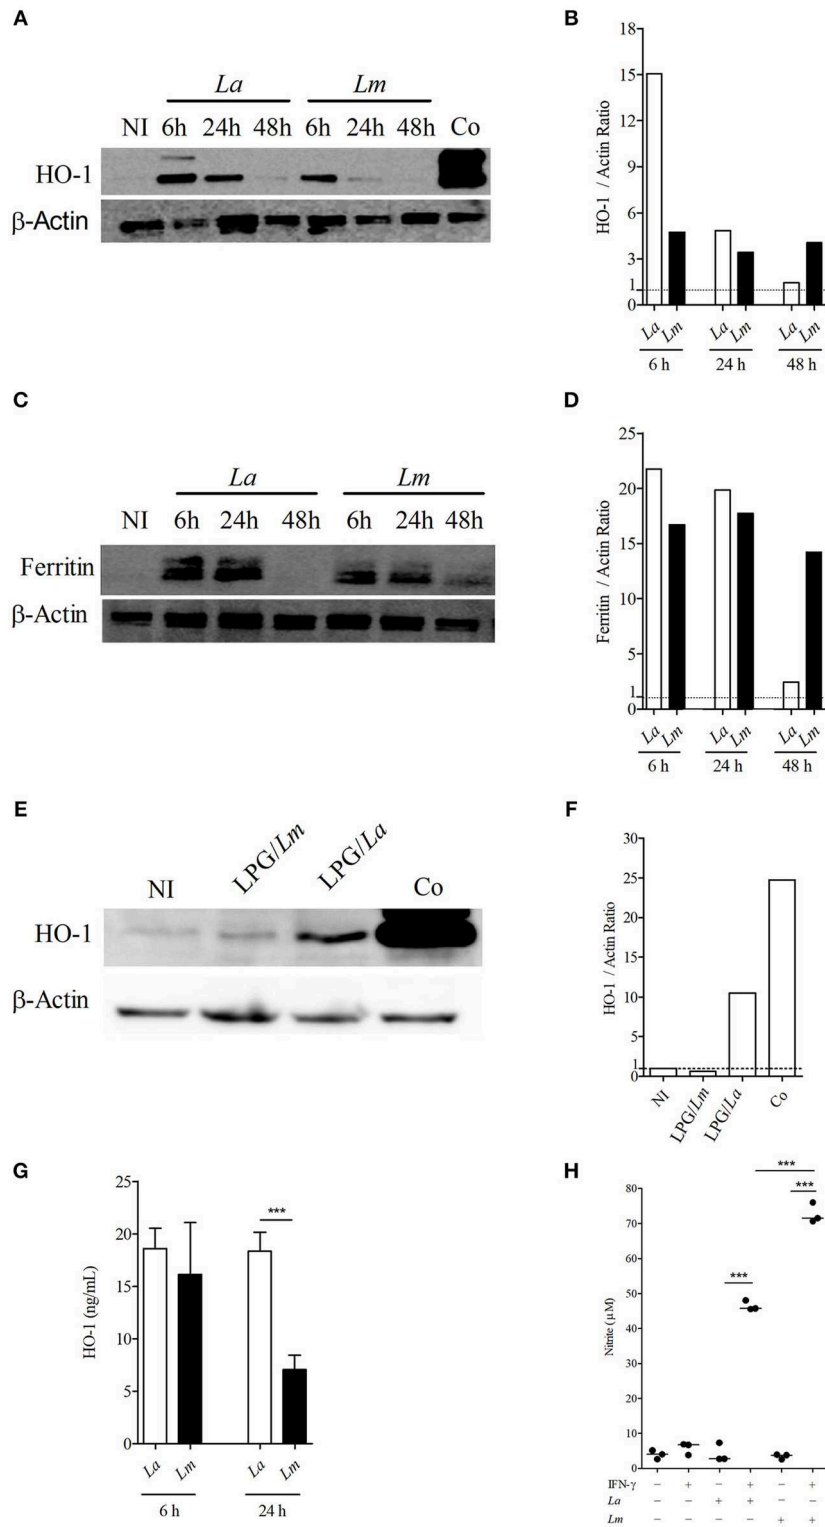 A
La Lm
NI 6h 24h 48h 6h 24h 48h Co
HO-1
β-Actin
B
HO-1 / Actin Ratio
18
15
12
9
6
3
1
0
La Lm La Lm La Lm
6 h 24 h 48 h
C
La Lm
NI 6h 24h 48h 6h 24h 48h
Ferritin
β-Actin
D
Ferritin / Actin Ratio
25
20
15
10
5
1
0
La Lm La Lm La Lm
6 h 24 h 48 h
E
NI LPG/Lm LPG/La Co
HO-1
β-Actin
F
HO-1 / Actin Ratio
30
25
20
15
10
5
1
0
NI LPG/Lm LPG/La Co
G
HO-1 (ng/mL)
25
20
15
10
5
0
***
La Lm La Lm
6 h 24 h
H
Nitrite (μM)
80
70
60
50
40
30
20
10
0
***
***
***
IFN-γ − + − + − +
La − − + + − −
Lm − − − − + +